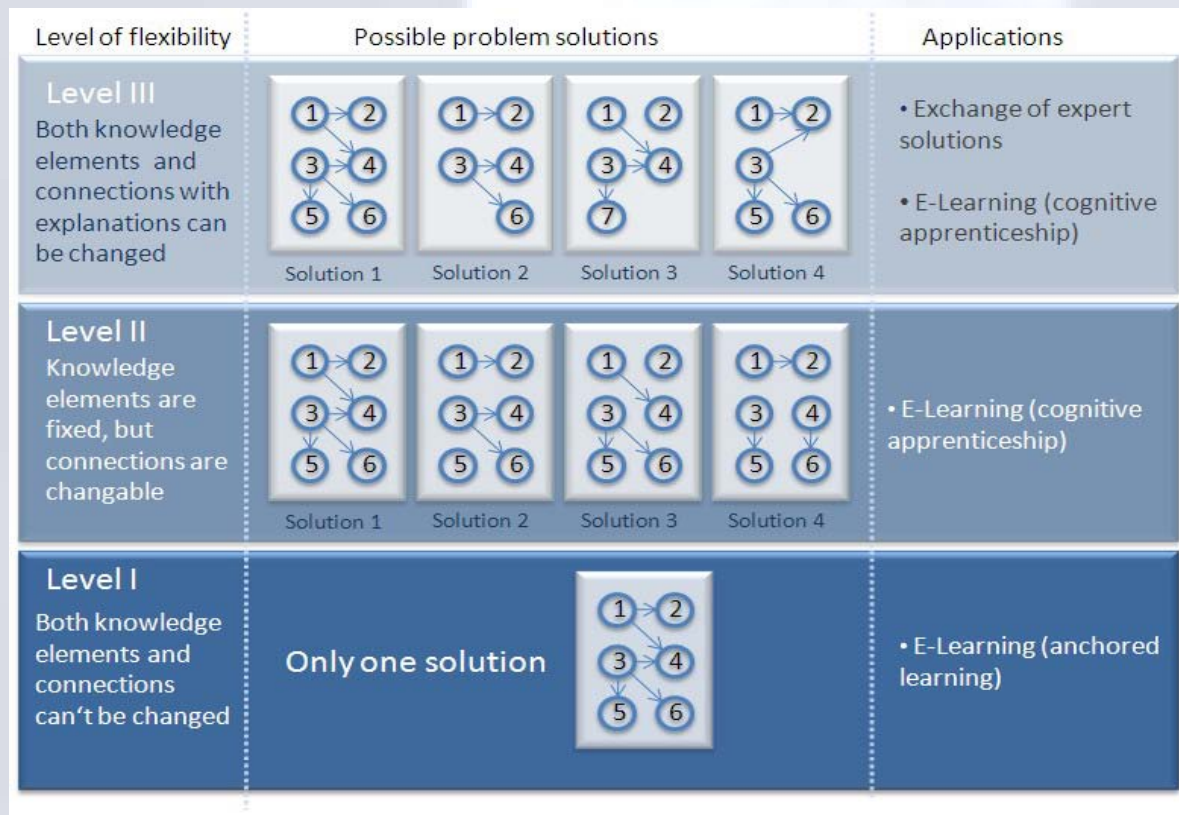 Level of flexibility
Possible problem solutions
Applications
Level III
Both knowledge
elements and
connections with
explanations can
be changed
1 2
3 4
5 6
Solution 1
1 2
3 4
6
Solution 2
1 2
3 4
7
Solution 3
1 2
3
5 6
Solution 4
• Exchange of expert
solutions
• E-Learning (cognitive
apprenticeship)
Level II
Knowledge
elements are
fixed, but
connections are
changable
1 2
3 4
5 6
Solution 1
1 2
3 4
5 6
Solution 2
1 2
3 4
5 6
Solution 3
1 2
3 4
5 6
Solution 4
• E-Learning (cognitive
apprenticeship)
Level I
Both knowledge
elements and
connections
can't be changed
Only one solution
1 2
3 4
5 6
• E-Learning (anchored
learning)